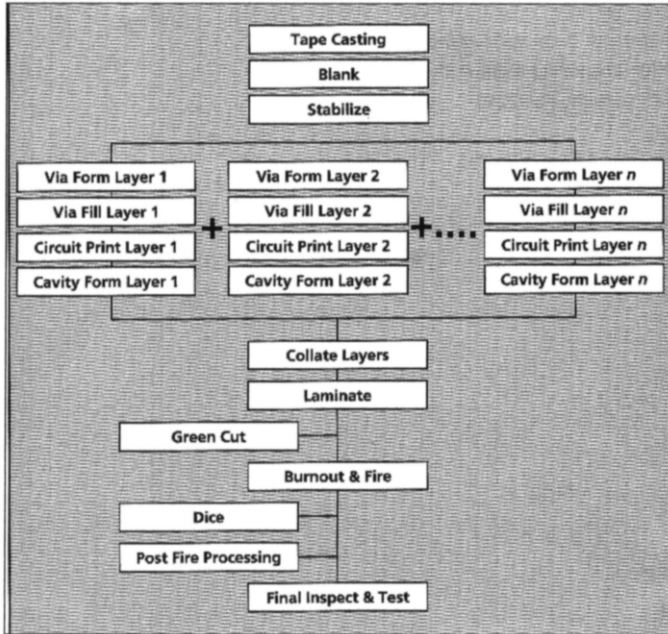 Tape Casting
Blank
Stabilize
Via Form Layer 1
Via Fill Layer 1
Circuit Print Layer 1
Cavity Form Layer 1
+
Via Form Layer 2
Via Fill Layer 2
Circuit Print Layer 2
Cavity Form Layer 2
+ ....
Via Form Layer n
Via Fill Layer n
Circuit Print Layer n
Cavity Form Layer n
Collate Layers
Laminate
Green Cut
Burnout & Fire
Dice
Post Fire Processing
Final Inspect & Test